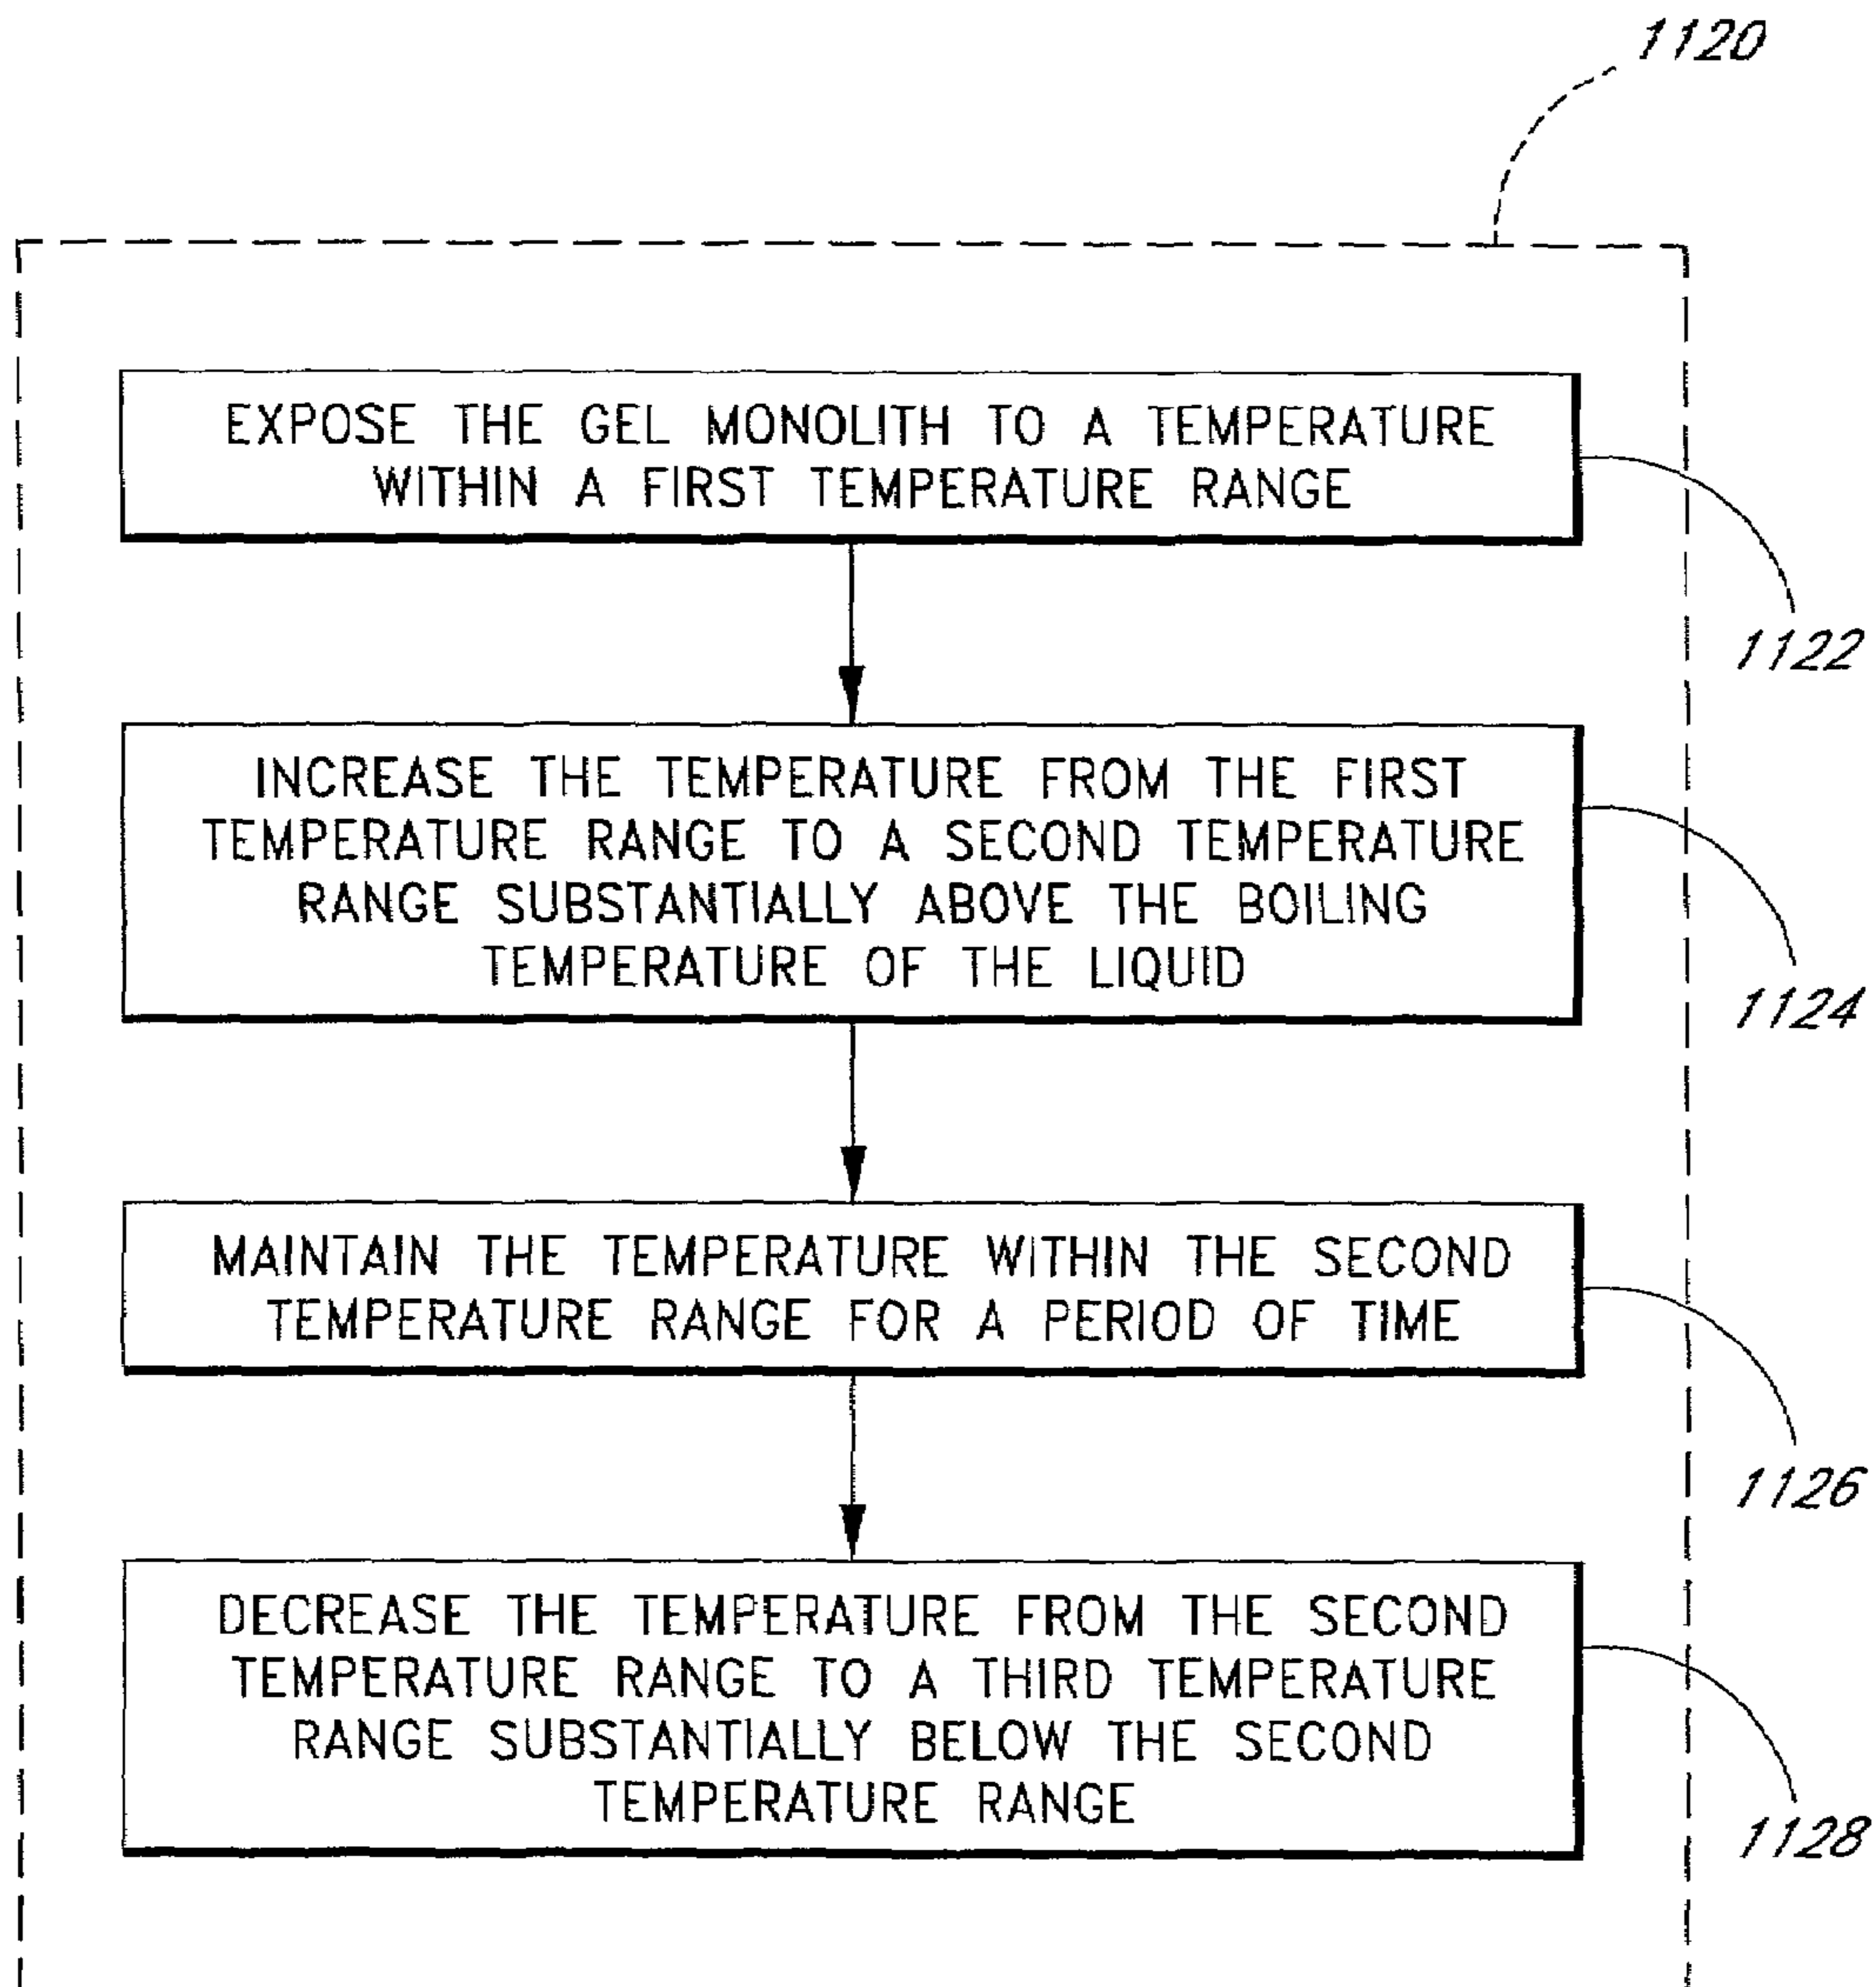 1120
EXPOSE THE GEL MONOLITH TO A TEMPERATURE
WITHIN A FIRST TEMPERATURE RANGE
1122
INCREASE THE TEMPERATURE FROM THE FIRST
TEMPERATURE RANGE TO A SECOND TEMPERATURE
RANGE SUBSTANTIALLY ABOVE THE BOILING
TEMPERATURE OF THE LIQUID
1124
MAINTAIN THE TEMPERATURE WITHIN THE SECOND
TEMPERATURE RANGE FOR A PERIOD OF TIME
1126
DECREASE THE TEMPERATURE FROM THE SECOND
TEMPERATURE RANGE TO A THIRD TEMPERATURE
RANGE SUBSTANTIALLY BELOW THE SECOND
TEMPERATURE RANGE
1128